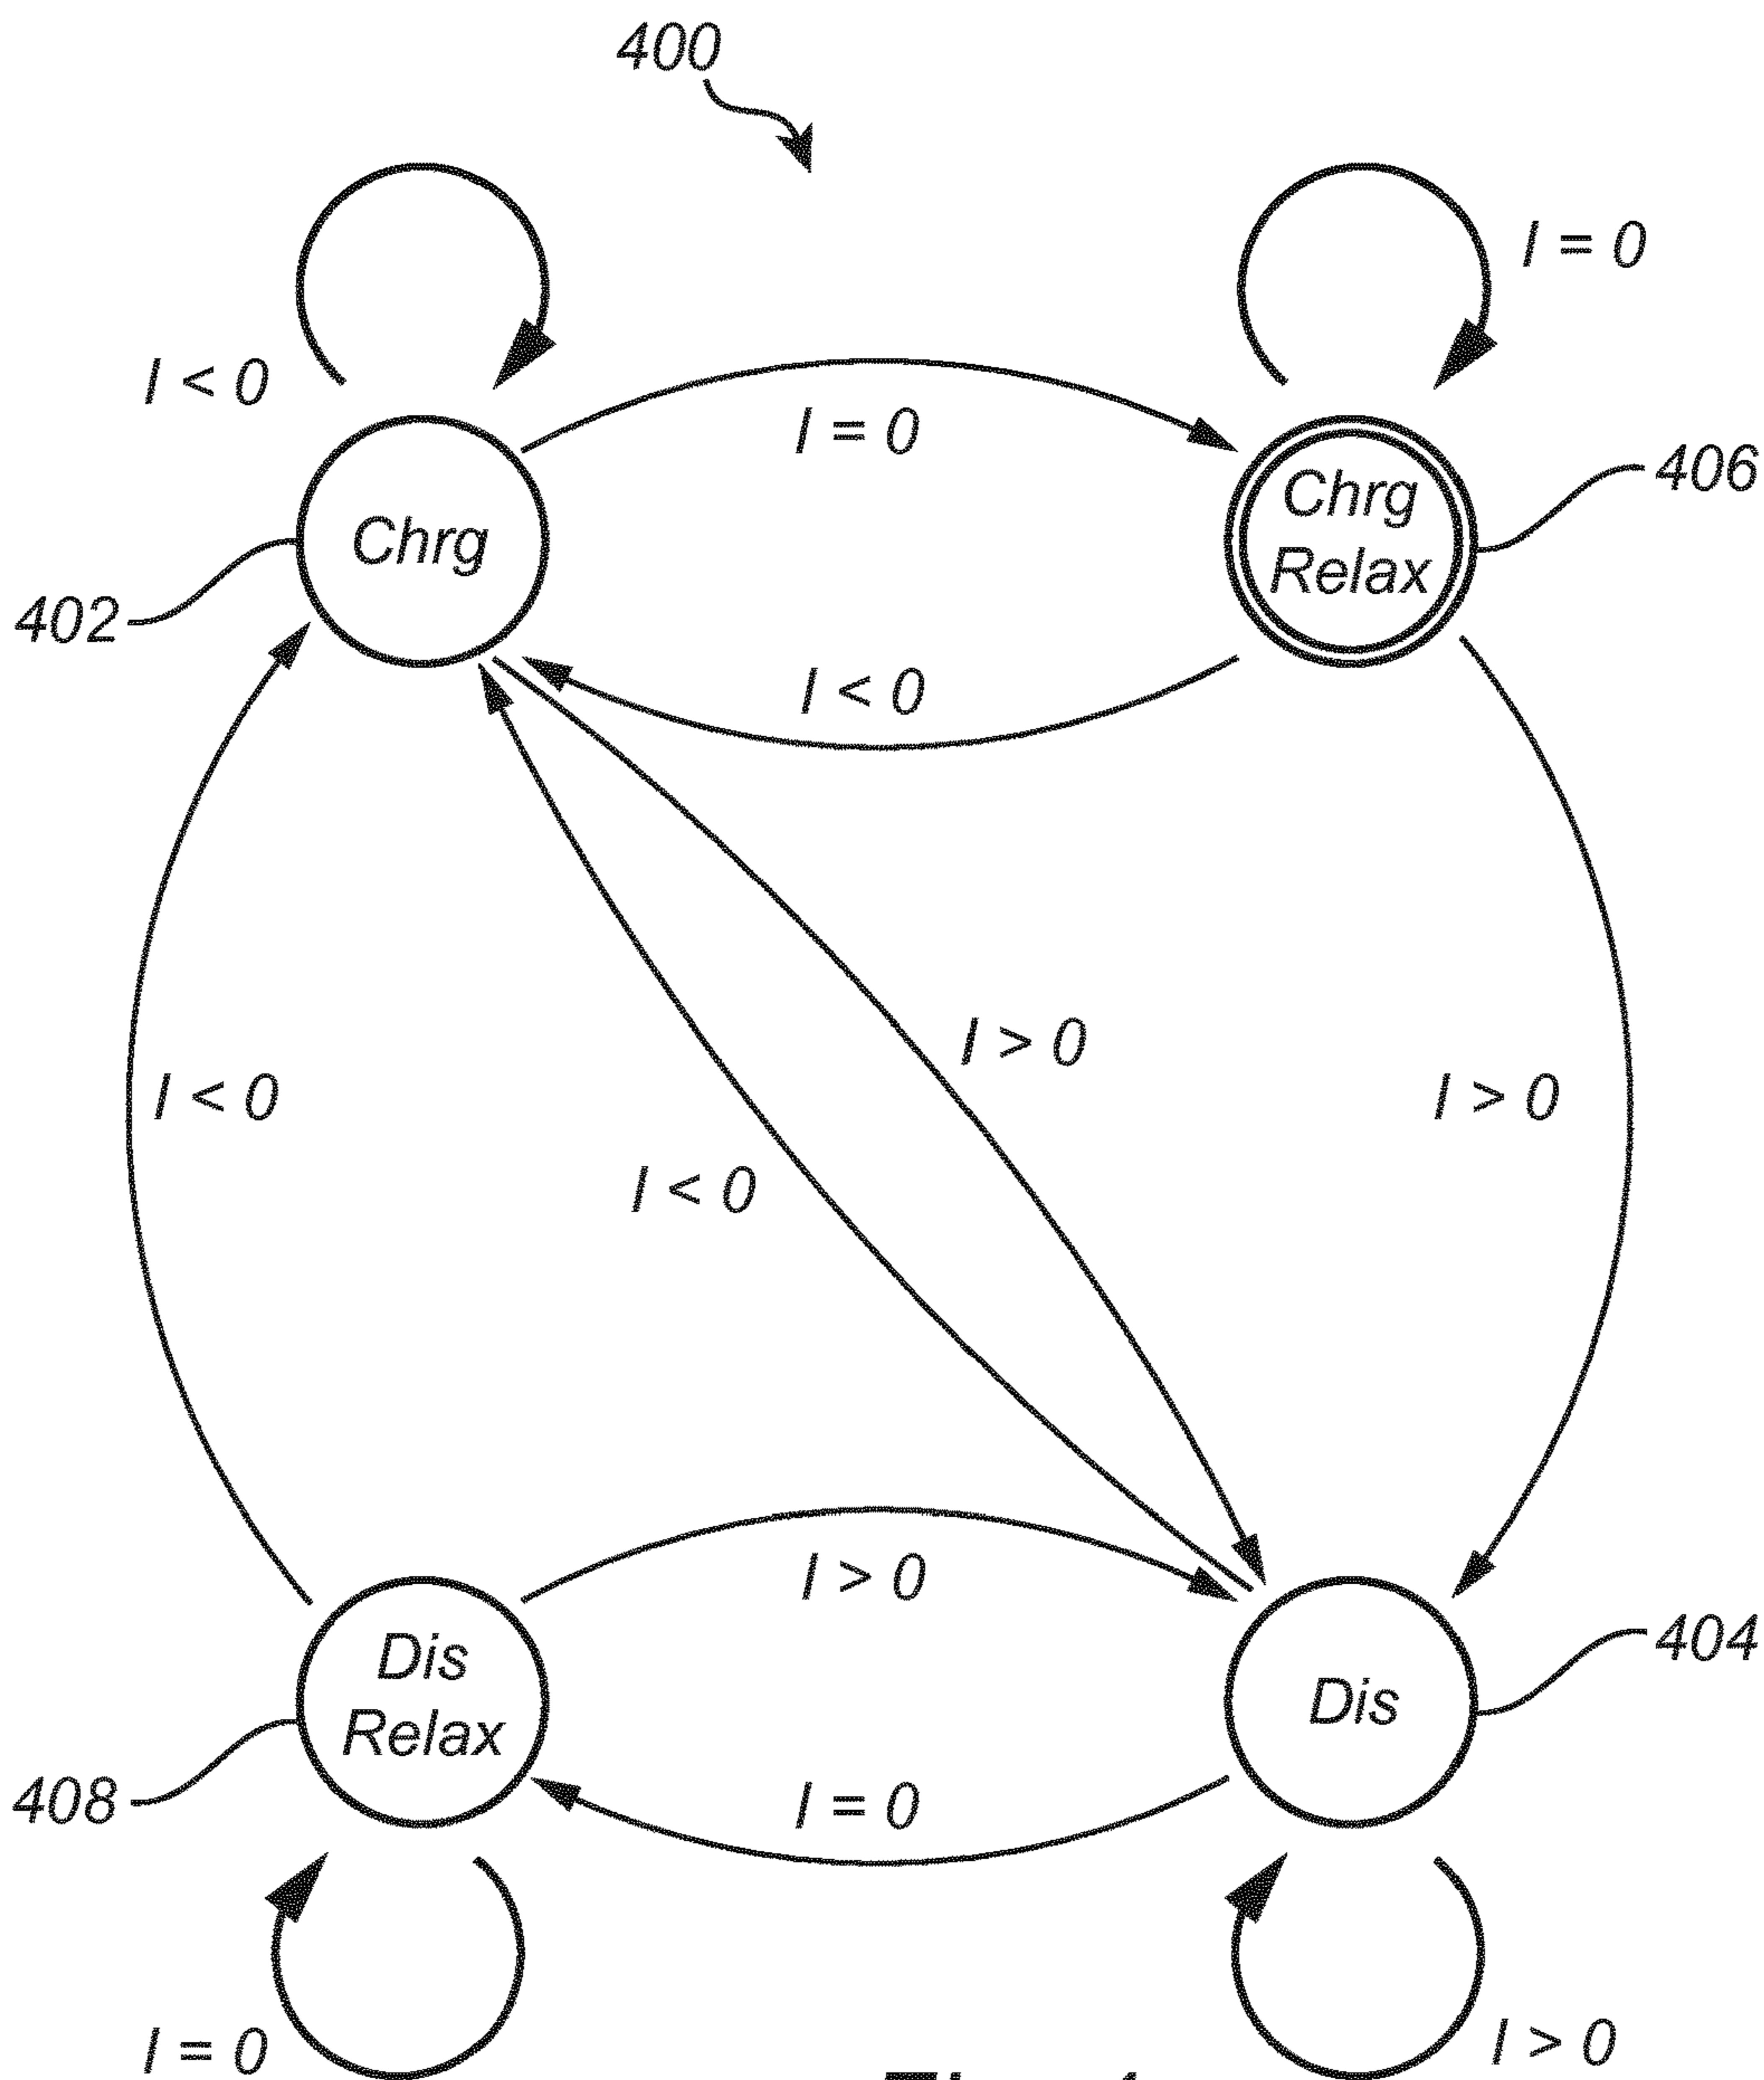 400
I = 0
I < 0
I = 0
Chrg
Relax
406
Chrg
402
I < 0
I > 0
I < 0
I > 0
I < 0
I > 0
Dis
Relax
404
Dis
408
I = 0
I = 0
I > 0